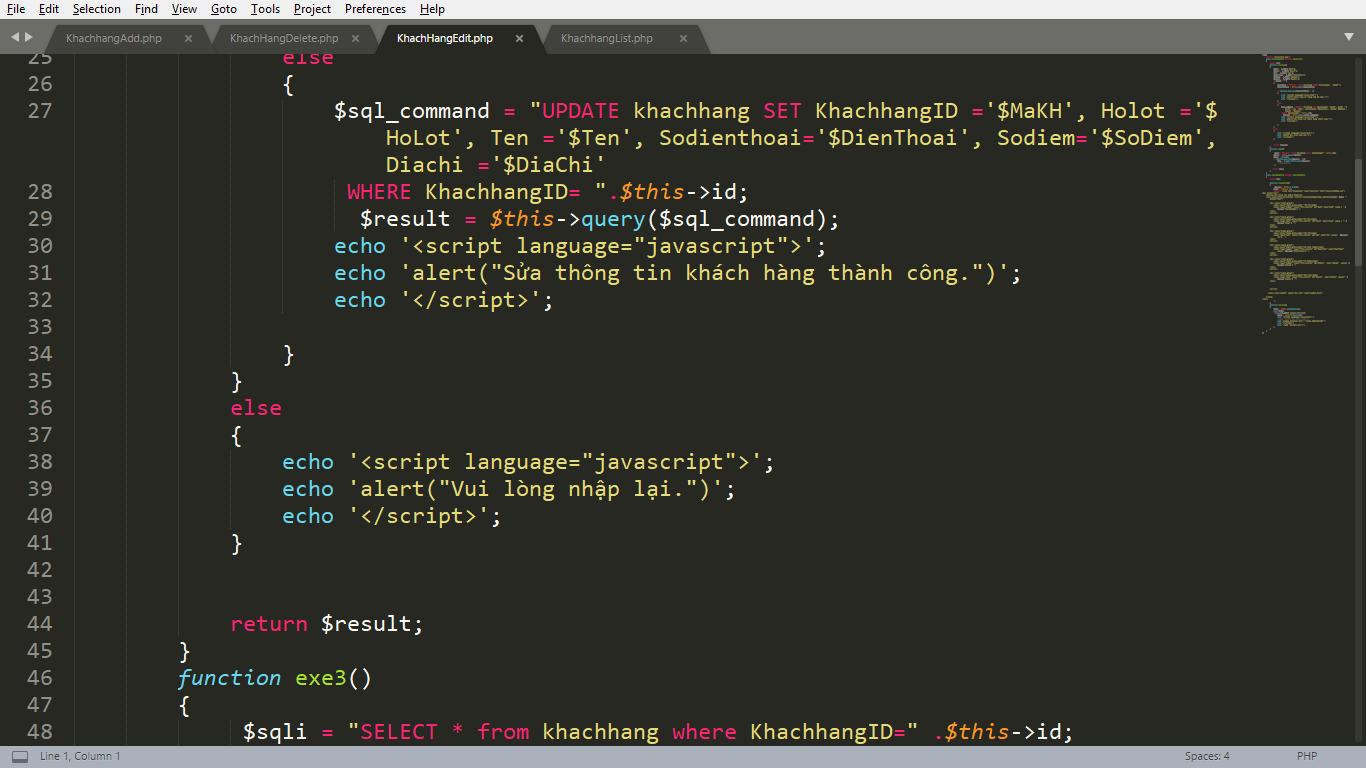 File Edit Selection Find View Goto Tools Project Preferences Help
KhachhangAdd.php × KhachHangDelete.php × KhachHangEdit.php × KhachhangList.php ×
25 else
26 {
27 $sql_command = "UPDATE khachhang SET KhachhangID ='$MaKH', Holot ='$
HoLot', Ten ='$Ten', Sodienthoai='$DienThoai', Sodiem='$SoDiem',
Diachi ='$DiaChi'
28 WHERE KhachhangID= ".$this->id;
29 $result = $this->query($sql_command);
30 echo '<script language="javascript">';
31 echo 'alert("Sửa thông tin khách hàng thành công.")';
32 echo '</script>';
33
34 }
35 }
36 else
37 {
38 echo '<script language="javascript">';
39 echo 'alert("Vui lòng nhập lại.")';
40 echo '</script>';
41 }
42
43
44 return $result;
45 }
46 function exe3()
47 {
48 $sqli = "SELECT * from khachhang where KhachhangID=" .$this->id;
Line 1, Column 1 Spaces: 4 PHP